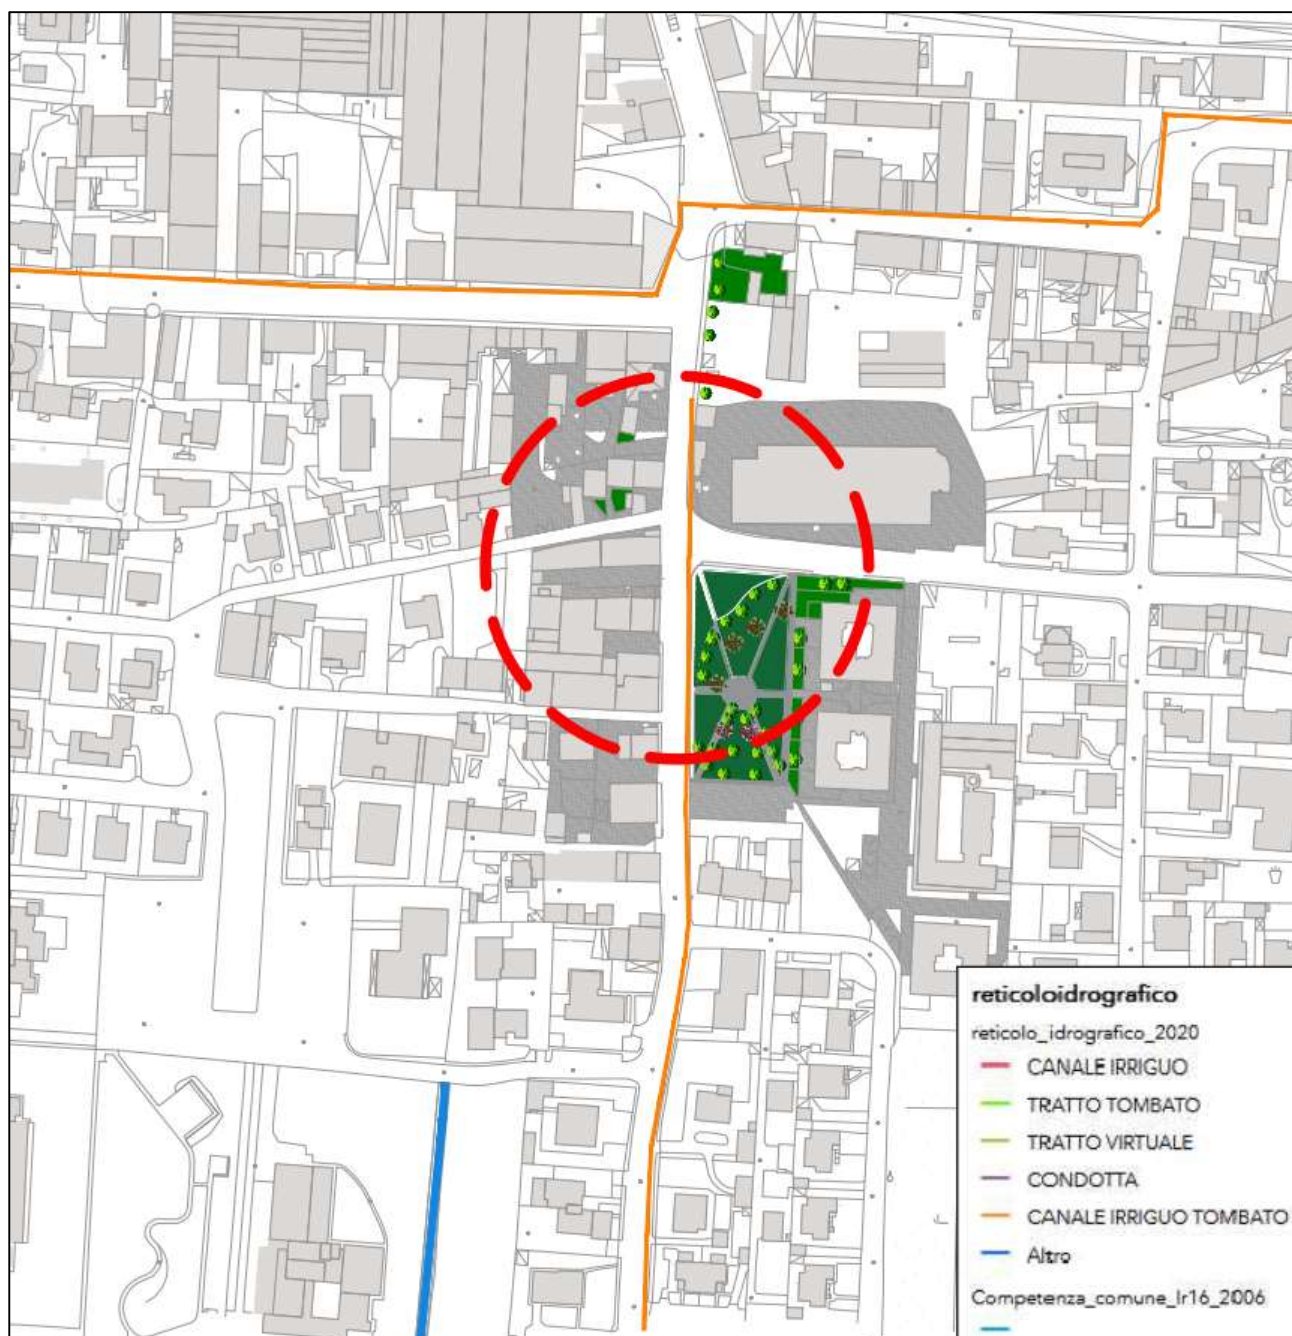 reticoloidrografico
reticolo_idrografico_2020
CANALE IRRIGUO
TRATTO TOMBATO
TRATTO VIRTUALE
CONDOTTA
CANALE IRRIGUO TOMBATO
Altro
Competenza_comune_lr16_2006